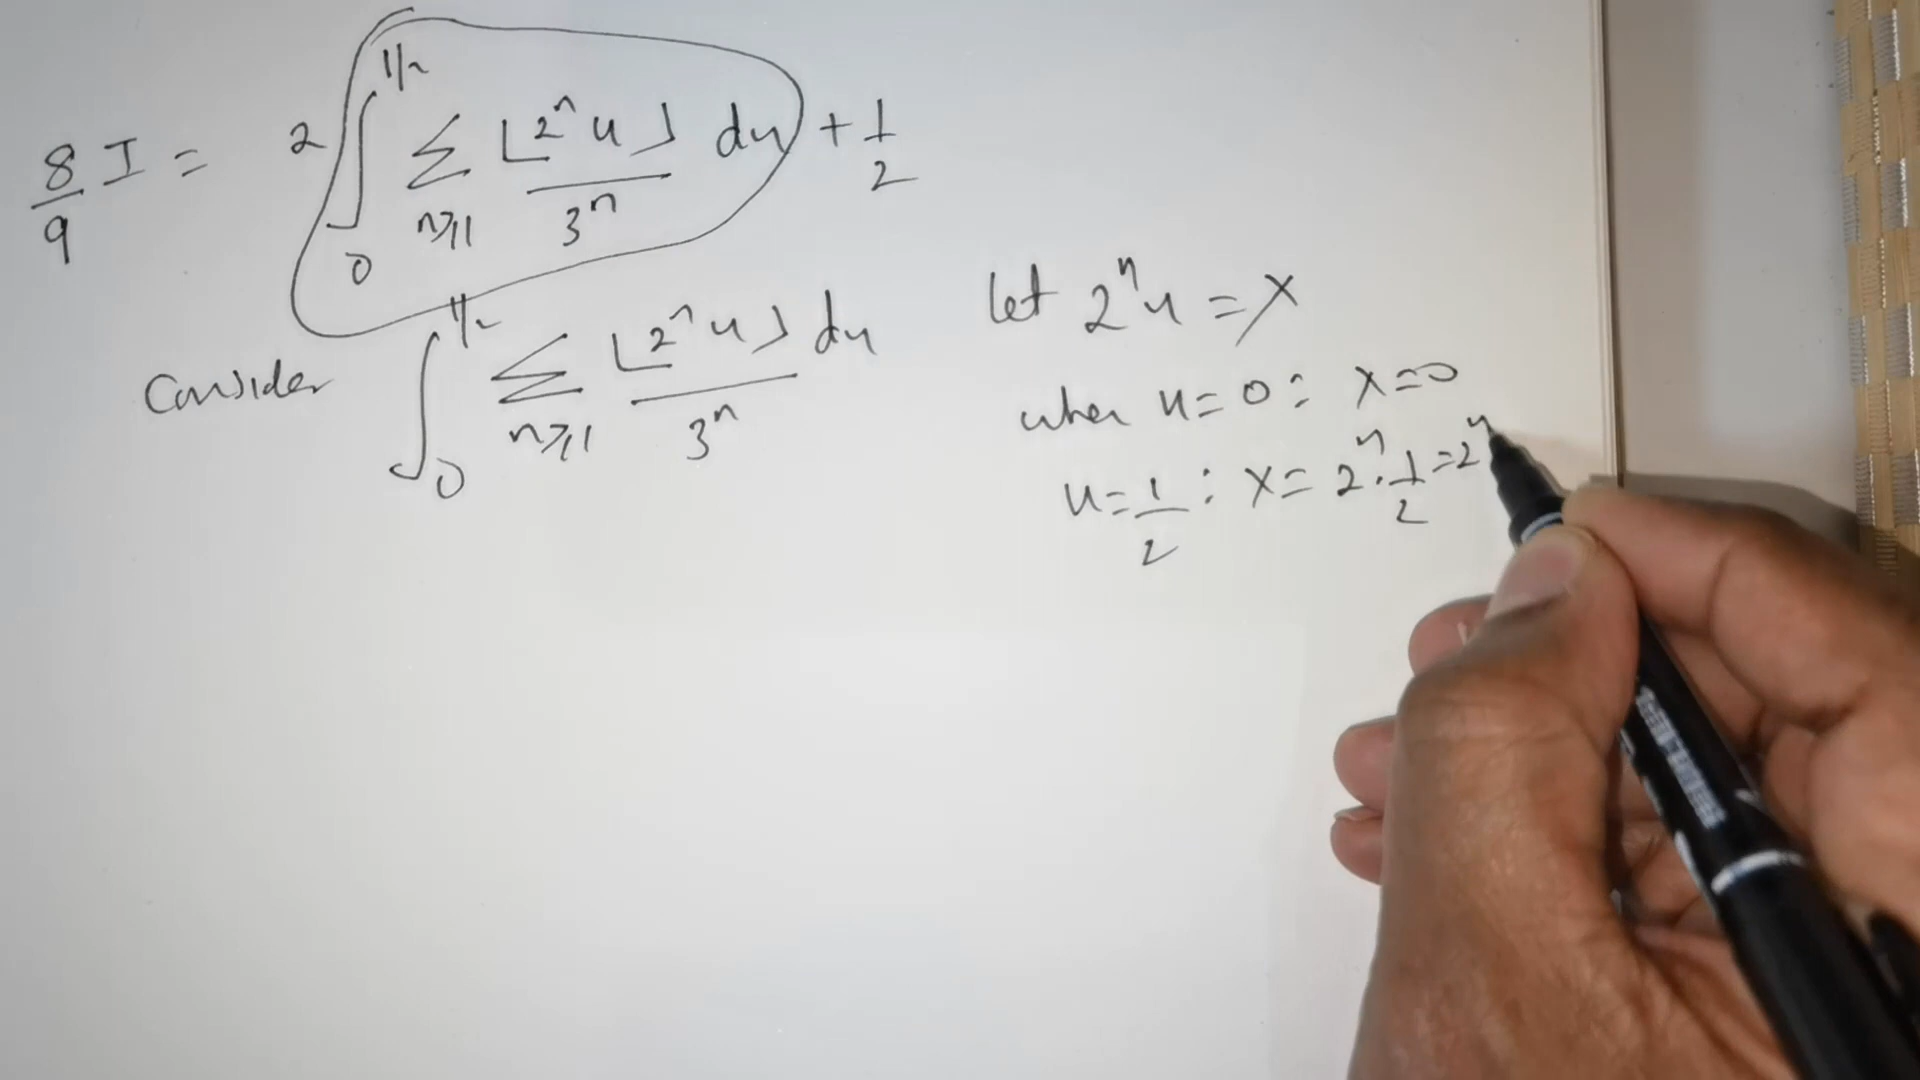 8/9 I = 2 ∫₀^{1/2} Σ_{n≥1} ⌊2ⁿu⌋/3ⁿ du + 1/2
Consider ∫₀^{1/2} Σ_{n≥1} ⌊2ⁿu⌋/3ⁿ du
let 2ⁿu = x
when u = 0 : x = 0
u = 1/2 : x = 2ⁿ · 1/2 = 2ⁿ